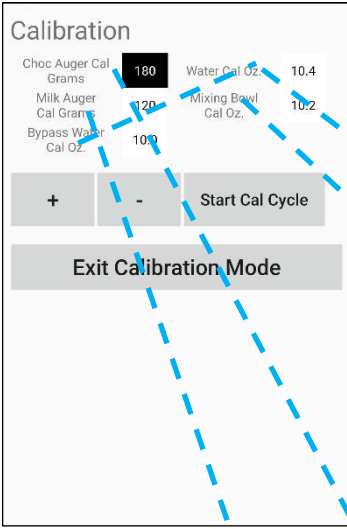 Calibration
Choc Auger Cal
Grams
180
Water Cal Oz.
10.4
Milk Auger
Cal Grams
120
Mixing Bowl
Cal Oz.
10.2
Bypass Water
Cal Oz.
10.0
+
-
Start Cal Cycle
Exit Calibration Mode